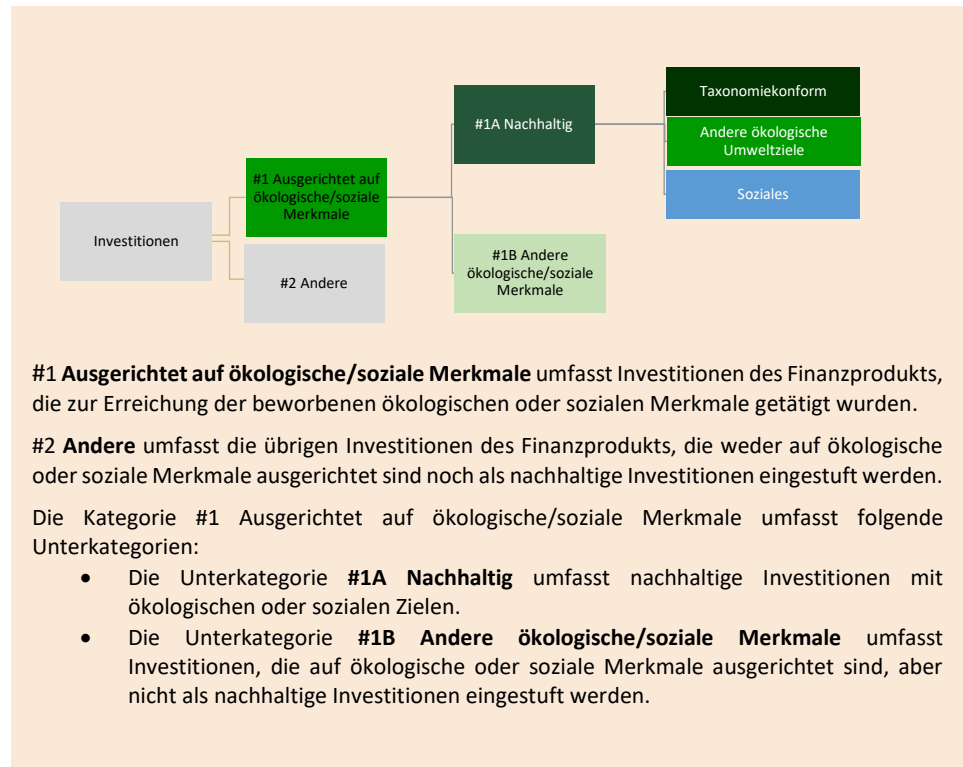 Taxonomiekonform
#1A Nachhaltig
Andere ökologische
Umweltziele
#1 Ausgerichtet auf
ökologische/soziale
Merkmale
Soziales
Investitionen
#2 Andere
#1B Andere
ökologische/soziale
Merkmale
#1 Ausgerichtet auf ökologische/soziale Merkmale umfasst Investitionen des Finanzprodukts,
die zur Erreichung der beworbenen ökologischen oder sozialen Merkmale getätigt wurden.
#2 Andere umfasst die übrigen Investitionen des Finanzprodukts, die weder auf ökologische
oder soziale Merkmale ausgerichtet sind noch als nachhaltige Investitionen eingestuft werden.
Die Kategorie #1 Ausgerichtet auf ökologische/soziale Merkmale umfasst folgende
Unterkategorien:
• Die Unterkategorie #1A Nachhaltig umfasst nachhaltige Investitionen mit
ökologischen oder sozialen Zielen.
• Die Unterkategorie #1B Andere ökologische/soziale Merkmale umfasst
Investitionen, die auf ökologische oder soziale Merkmale ausgerichtet sind, aber
nicht als nachhaltige Investitionen eingestuft werden.